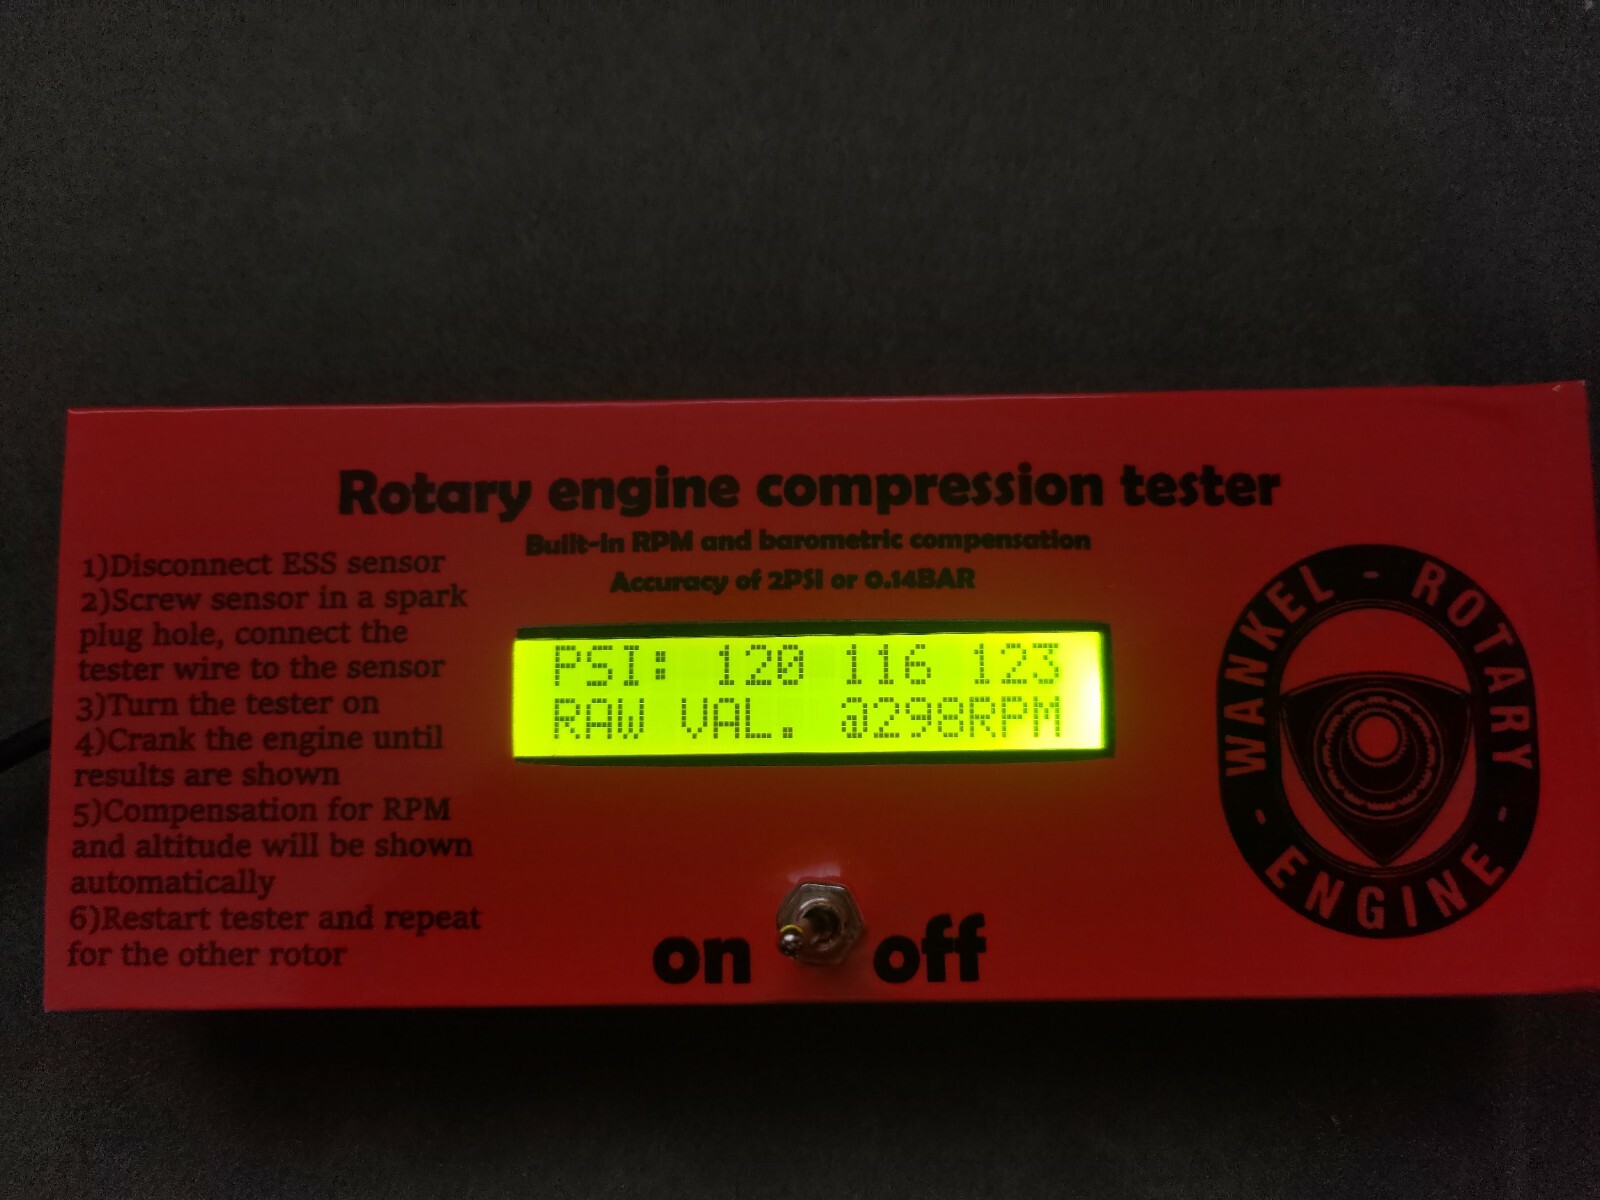 Rotary engine compression tester
Built-in RPM and barometric compensation
Accuracy of 2PSI or 0.14BAR
1)Disconnect ESS sensor
2)Screw sensor in a spark
plug hole, connect the
tester wire to the sensor
3)Turn the tester on
4)Crank the engine until
results are shown
5)Compensation for RPM
and altitude will be shown
automatically
6)Restart tester and repeat
for the other rotor
PSI: 120 116 123
RAW VAL. @298RPM
on off
WANKEL - ROTARY
- ENGINE -